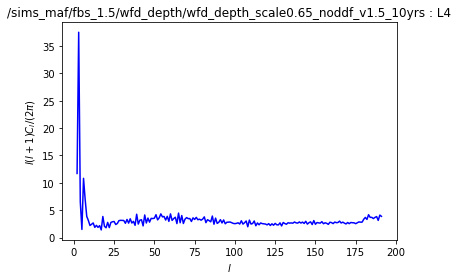 /sims_maf/fbs_1.5/wfd_depth/wfd_depth_scale0.65_noddf_v1.5_10yrs : L4
l(l + 1)C_l/(2π)
35
30
25
20
15
10
5
0
0 25 50 75 100 125 150 175 200
l